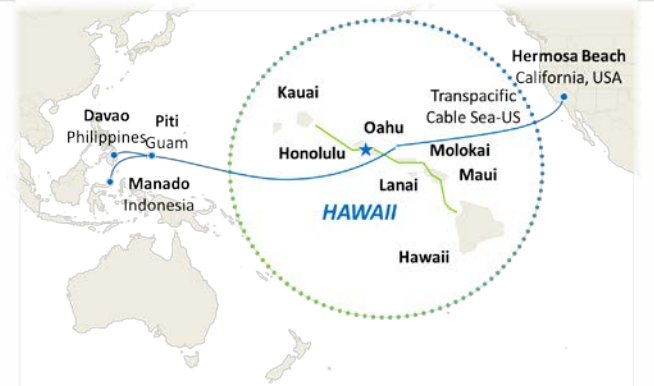 Hermosa Beach
California, USA
Kauai
Transpacific
Cable Sea-US
Davao
Philippines
Piti
Guam
Oahu
Honolulu
Molokai
Lanai
Maui
Manado
Indonesia
HAWAII
Hawaii